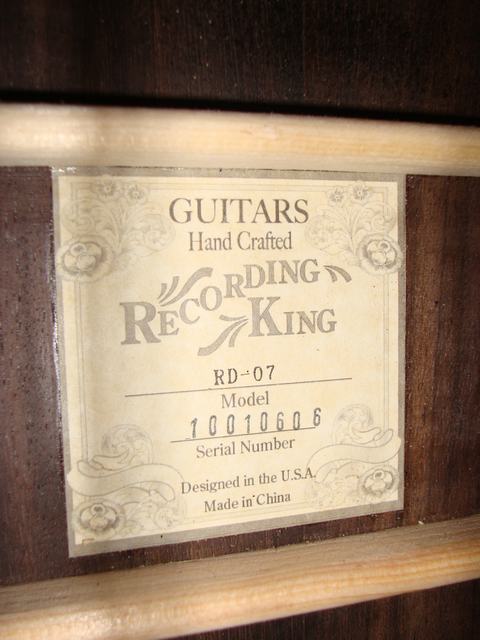 GUITARS
Hand Crafted
RECORDING
KING
RD-07
Model
10010606
Serial Number
Designed in the U.S.A.
Made in China